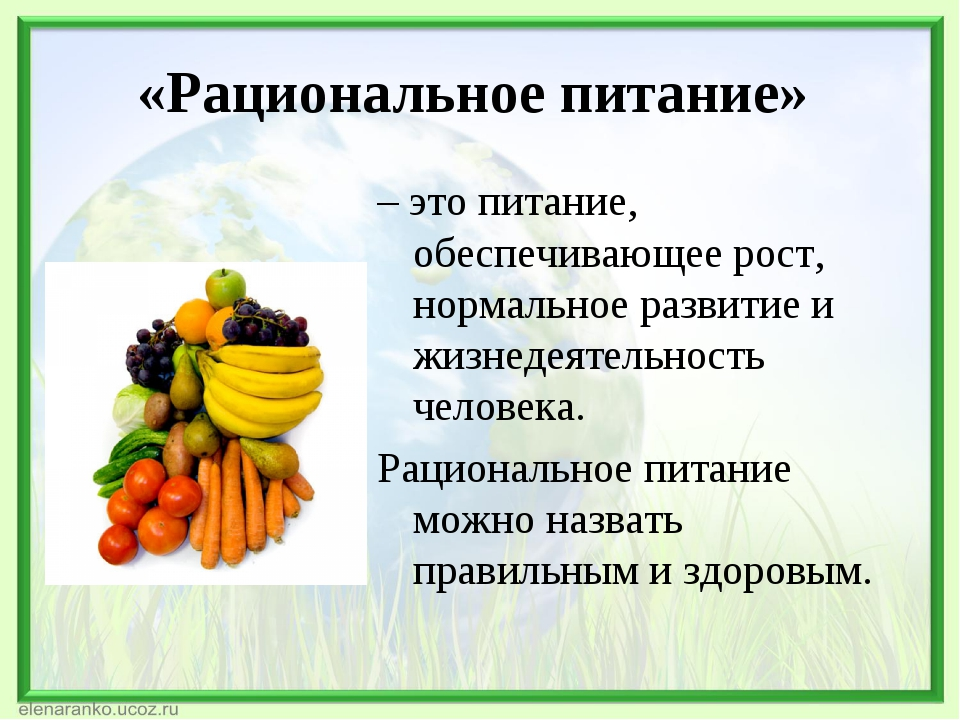 «Рациональное питание»
– это питание,
обеспечивающее рост,
нормальное развитие и
жизнедеятельность
человека.
Рациональное питание
можно назвать
правильным и здоровым.
elenaranko.ucoz.ru